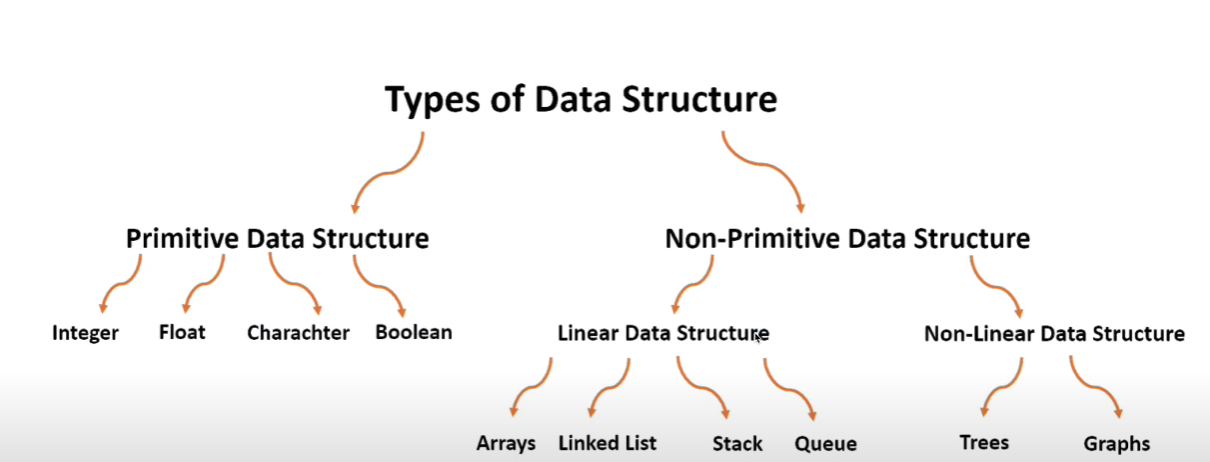 Types of Data Structure
Primitive Data Structure
Non-Primitive Data Structure
Integer
Float
Charachter
Boolean
Linear Data Structure
Non-Linear Data Structure
Arrays
Linked List
Stack
Queue
Trees
Graphs